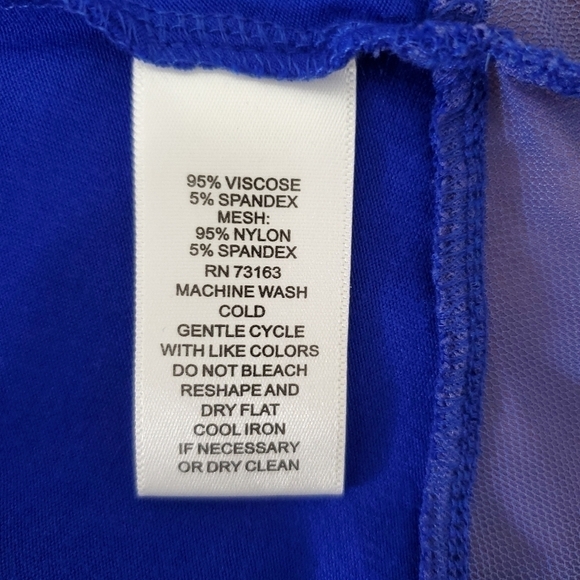 95% VISCOSE
5% SPANDEX
MESH:
95% NYLON
5% SPANDEX
RN 73163
MACHINE WASH
COLD
GENTLE CYCLE
WITH LIKE COLORS
DO NOT BLEACH
RESHAPE AND
DRY FLAT
COOL IRON
IF NECESSARY
OR DRY CLEAN